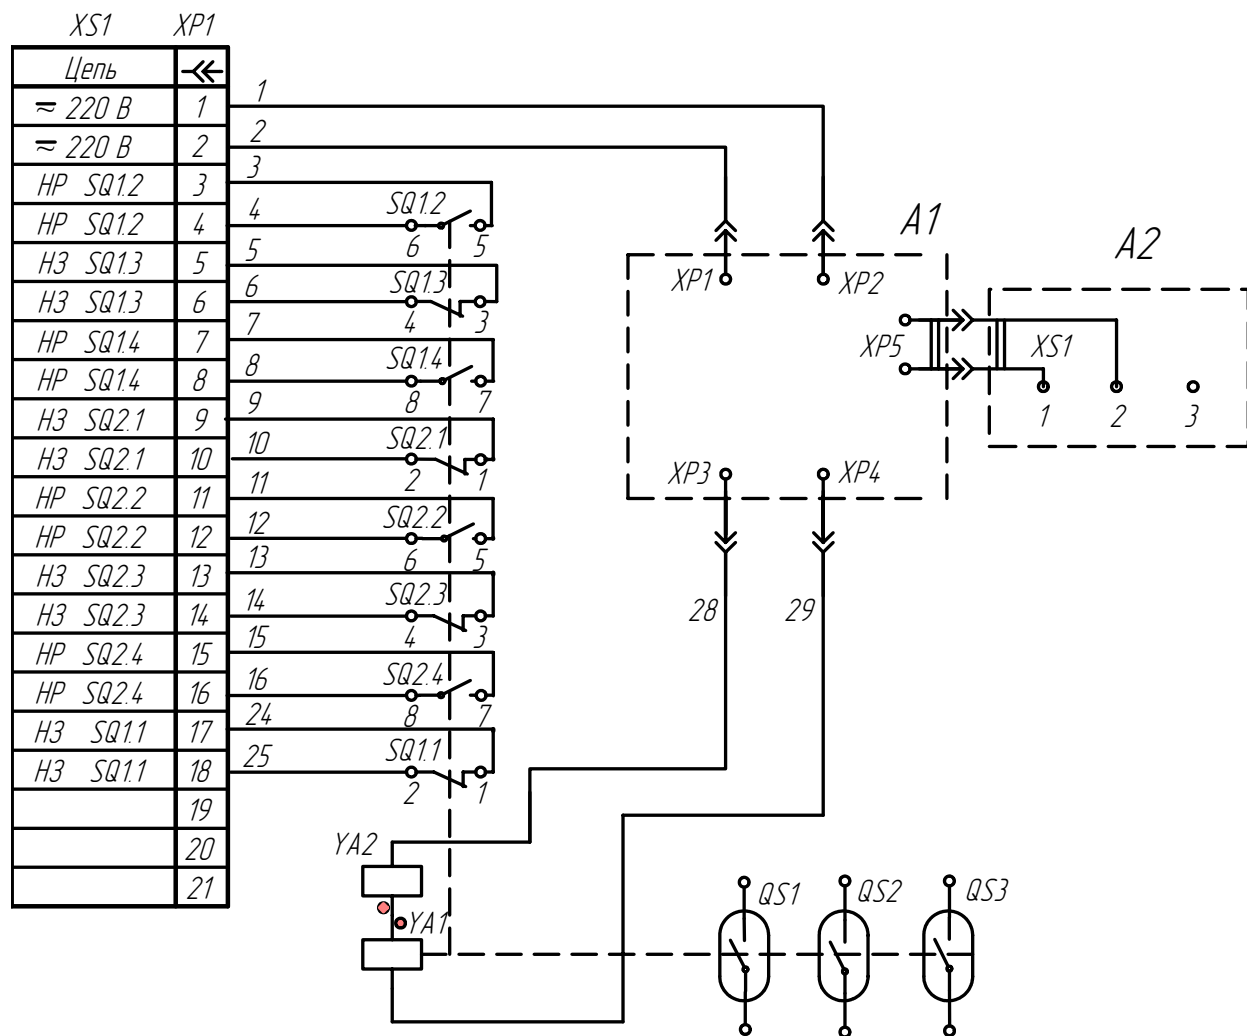 XS1 XP1
Цепь
≂ 220 В 1 1
≂ 220 В 2 2
НР SQ1.2 3 3
НР SQ1.2 4 4 SQ1.2 6 5
НЗ SQ1.3 5 5
НЗ SQ1.3 6 6 SQ1.3 4 3
НР SQ1.4 7 7
НР SQ1.4 8 8 SQ1.4 8 7
НЗ SQ2.1 9 9
НЗ SQ2.1 10 10 SQ2.1 2 1
НР SQ2.2 11 11
НР SQ2.2 12 12 SQ2.2 6 5
НЗ SQ2.3 13 13
НЗ SQ2.3 14 14 SQ2.3 4 3
НР SQ2.4 15 15
НР SQ2.4 16 16 SQ2.4 8 7
НЗ SQ1.1 17 24
НЗ SQ1.1 18 25 SQ1.1 2 1
19
20
21
A1
A2
XP1 XP2
XP5 XS1
1 2 3
XP3 XP4
28 29
YA2
YA1
QS1 QS2 QS3